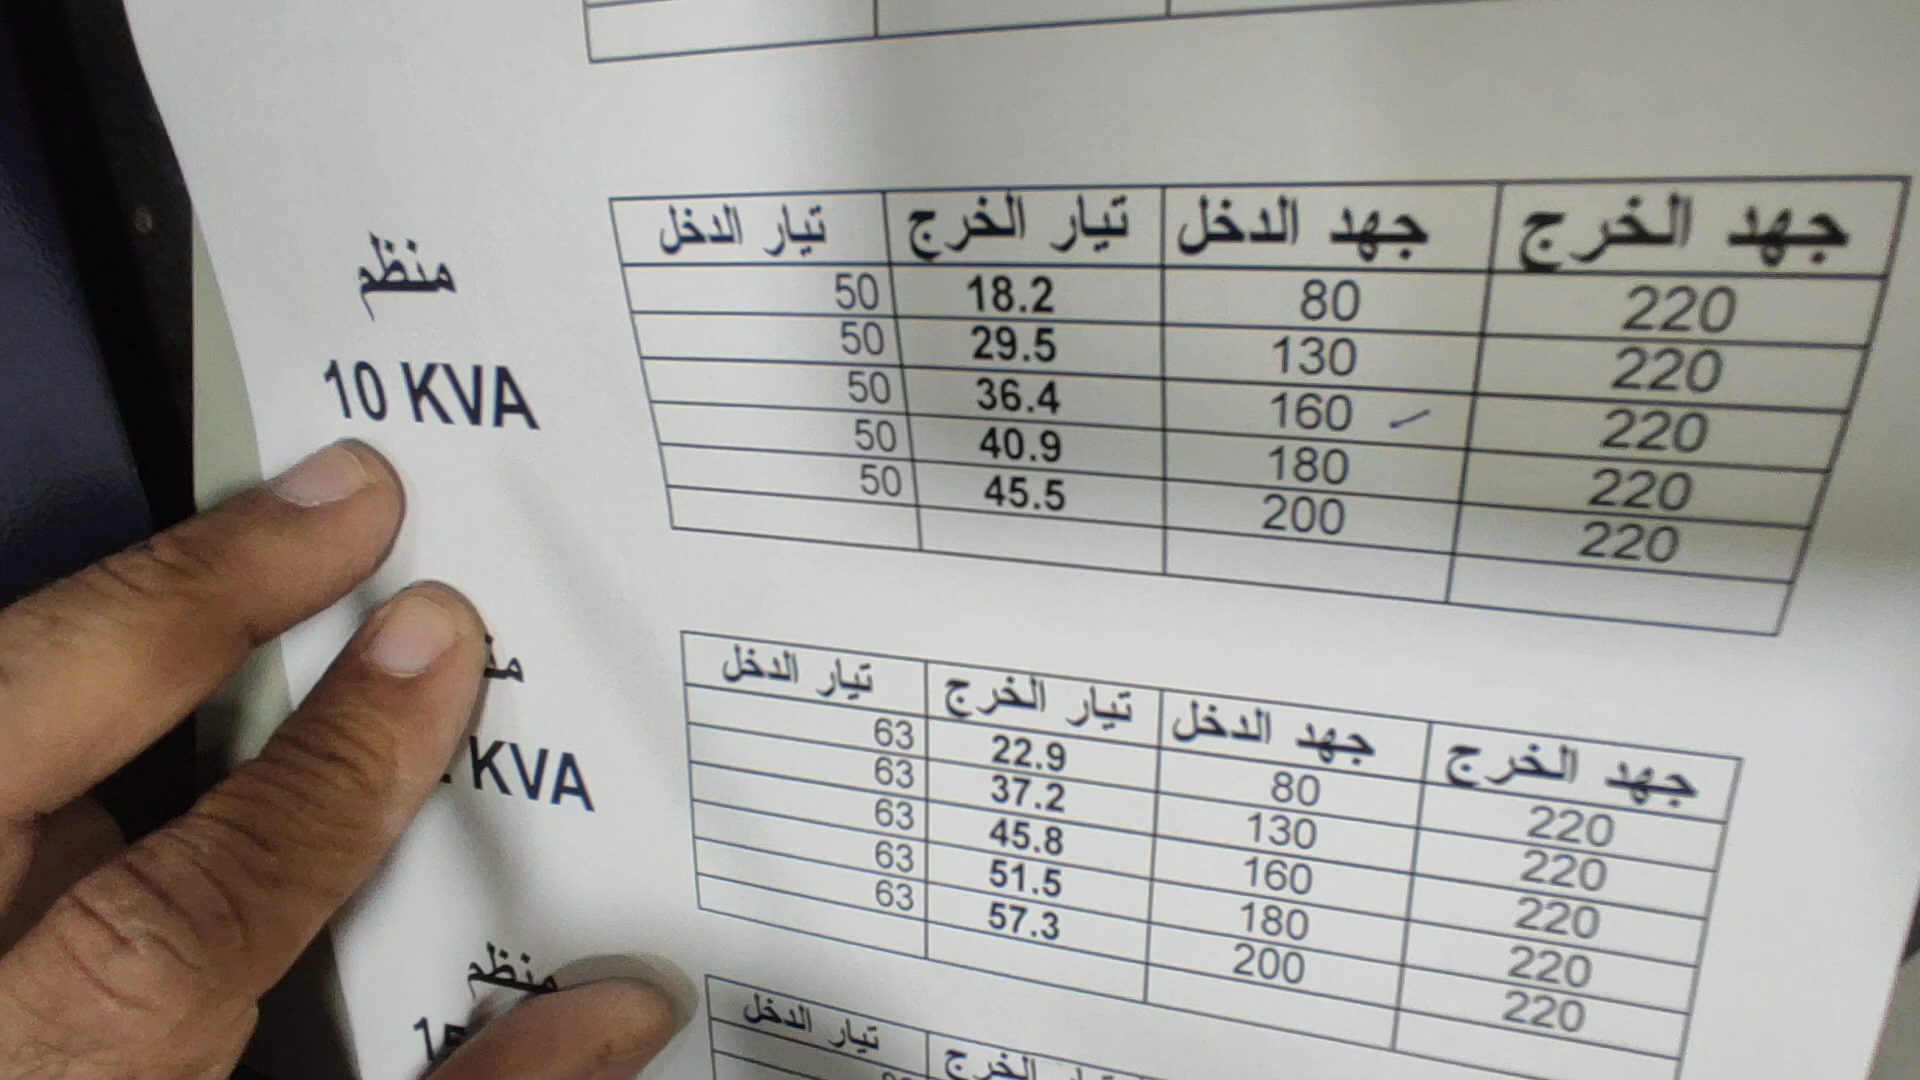 جهد الخرج جهد الدخل تيار الخرج تيار الدخل
220 80 18.2 50
220 130 29.5 50
220 160 36.4 50
220 180 40.9 50
220 200 45.5 50
منظم
10 KVA
جهد الخرج جهد الدخل تيار الخرج تيار الدخل
220 80 22.9 63
220 130 37.2 63
220 160 45.8 63
220 180 51.5 63
220 200 57.3 63
KVA
تيار الخرج تيار الدخل
منظم